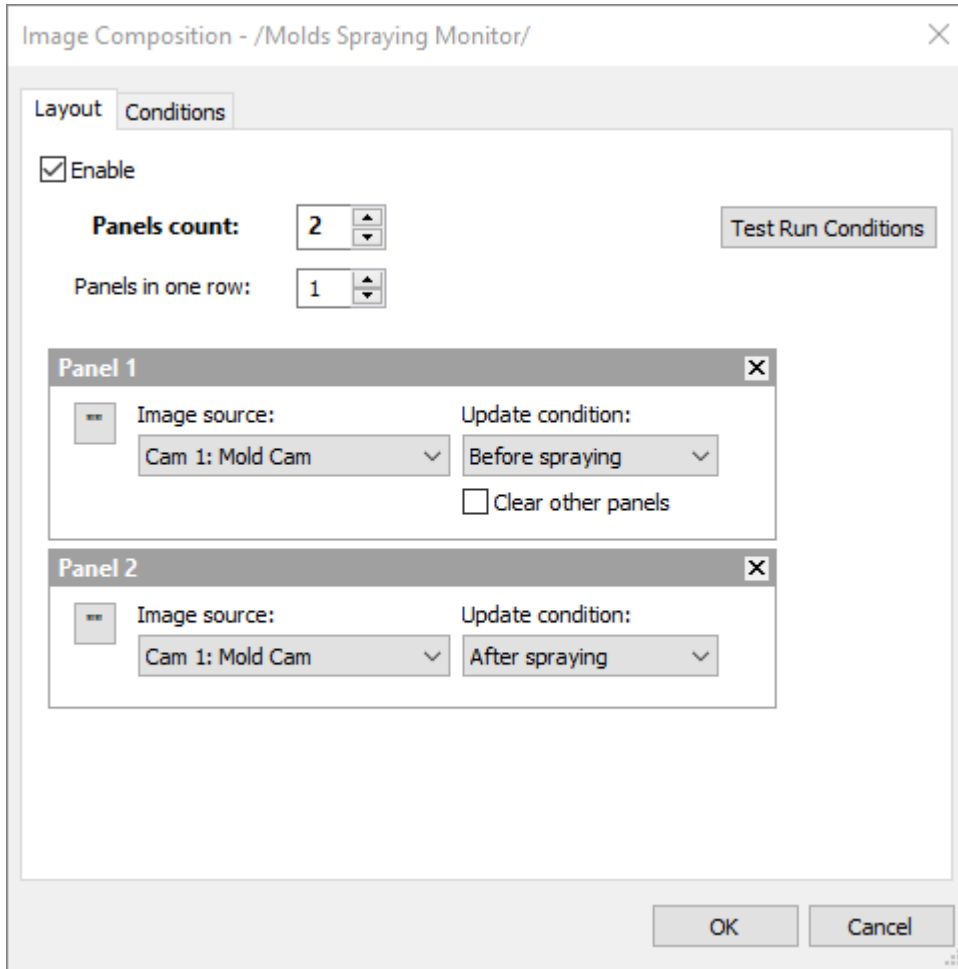 Image Composition - /Molds Spraying Monitor/
Layout Conditions
Enable
Panels count: 2
Test Run Conditions
Panels in one row: 1
Panel 1
Image source: Update condition:
Cam 1: Mold Cam Before spraying
Clear other panels
Panel 2
Image source: Update condition:
Cam 1: Mold Cam After spraying
OK Cancel